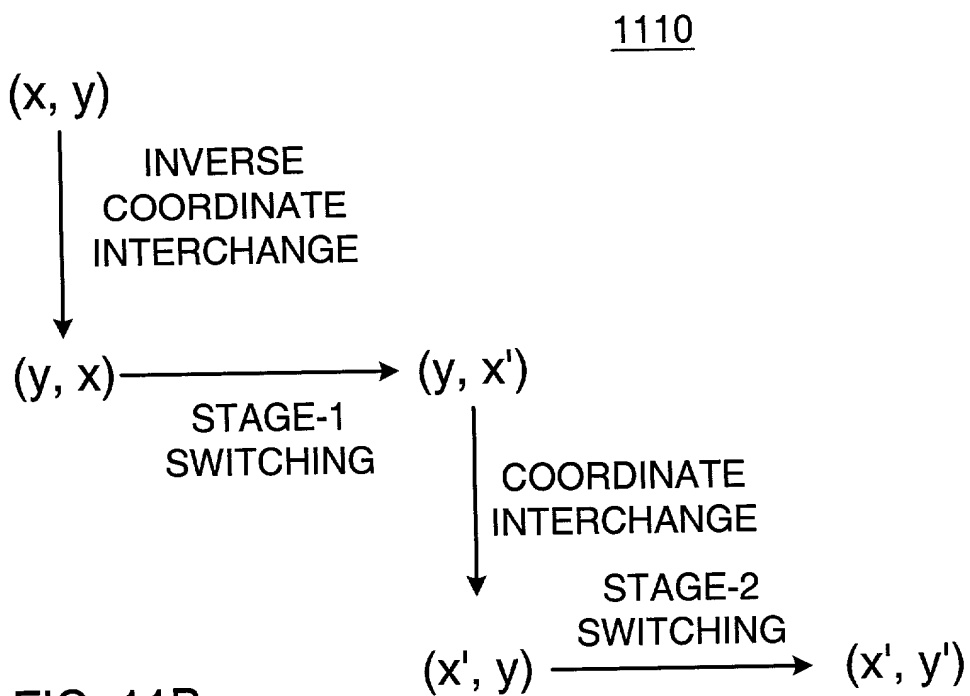 1110
(x, y)
INVERSE
COORDINATE
INTERCHANGE
(y, x)
(y, x')
STAGE-1
SWITCHING
COORDINATE
INTERCHANGE
STAGE-2
SWITCHING
(x', y)
(x', y')